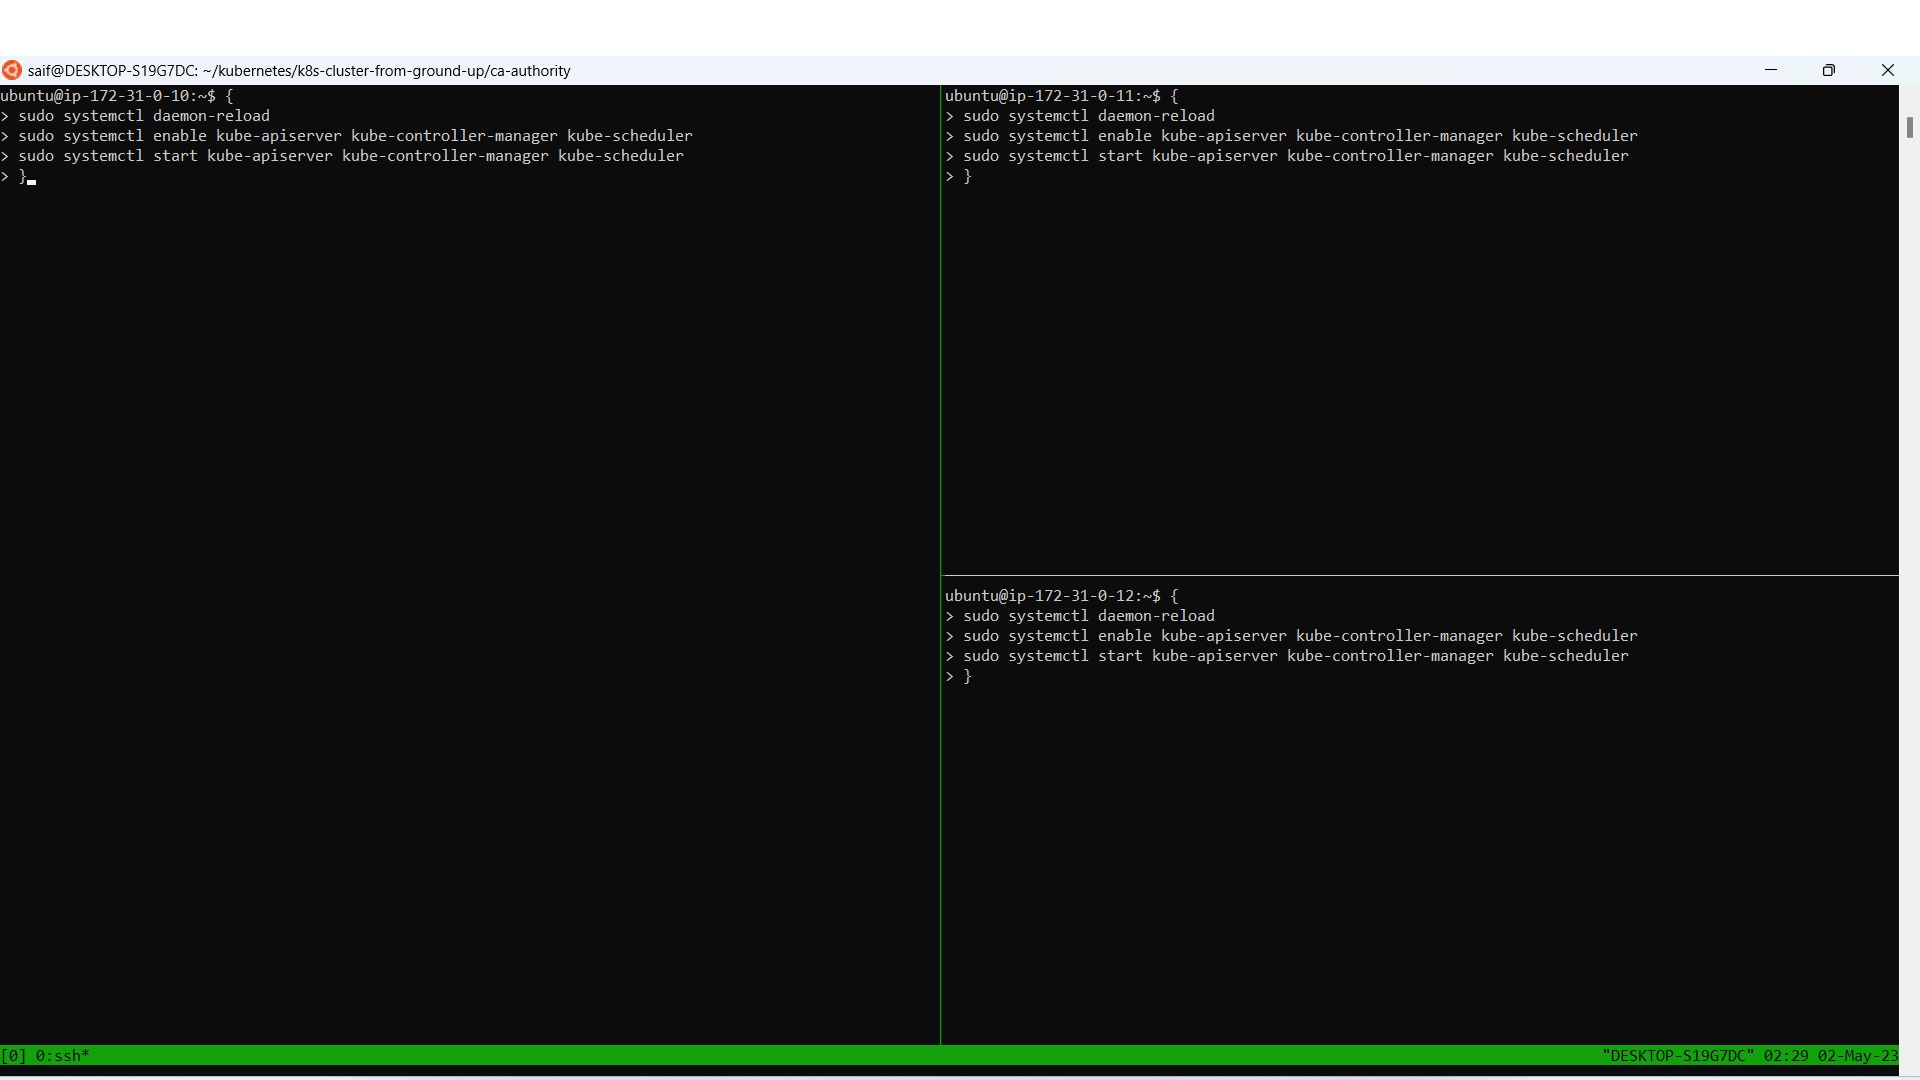 saif@DESKTOP-S19G7DC: ~/kubernetes/k8s-cluster-from-ground-up/ca-authority
ubuntu@ip-172-31-0-10:~$ {
> sudo systemctl daemon-reload
> sudo systemctl enable kube-apiserver kube-controller-manager kube-scheduler
> sudo systemctl start kube-apiserver kube-controller-manager kube-scheduler
> }
ubuntu@ip-172-31-0-11:~$ {
> sudo systemctl daemon-reload
> sudo systemctl enable kube-apiserver kube-controller-manager kube-scheduler
> sudo systemctl start kube-apiserver kube-controller-manager kube-scheduler
> }
ubuntu@ip-172-31-0-12:~$ {
> sudo systemctl daemon-reload
> sudo systemctl enable kube-apiserver kube-controller-manager kube-scheduler
> sudo systemctl start kube-apiserver kube-controller-manager kube-scheduler
> }
[0] 0:ssh* "DESKTOP-S19G7DC" 02:29 02-May-23